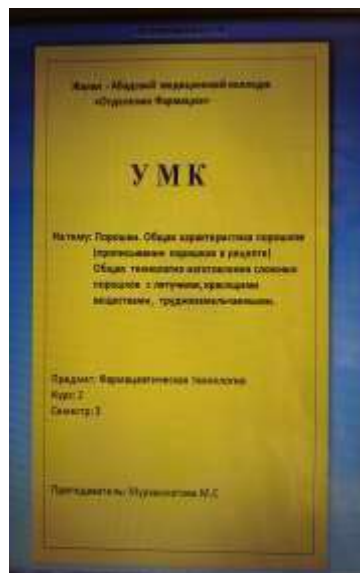 Жалал - Абадский медицинский колледж
«Отделение Фармация»
УМК
На тему: Порошки. Общая характеристика порошков
(прописывание порошков в рецепте)
Общая технология изготовления сложных
порошков с летучими, красящими
веществами, трудноизмельчаемыми.
Предмет: Фармацевтическая технология
Курс: 2
Семестр: 3
Преподаватель: М.С